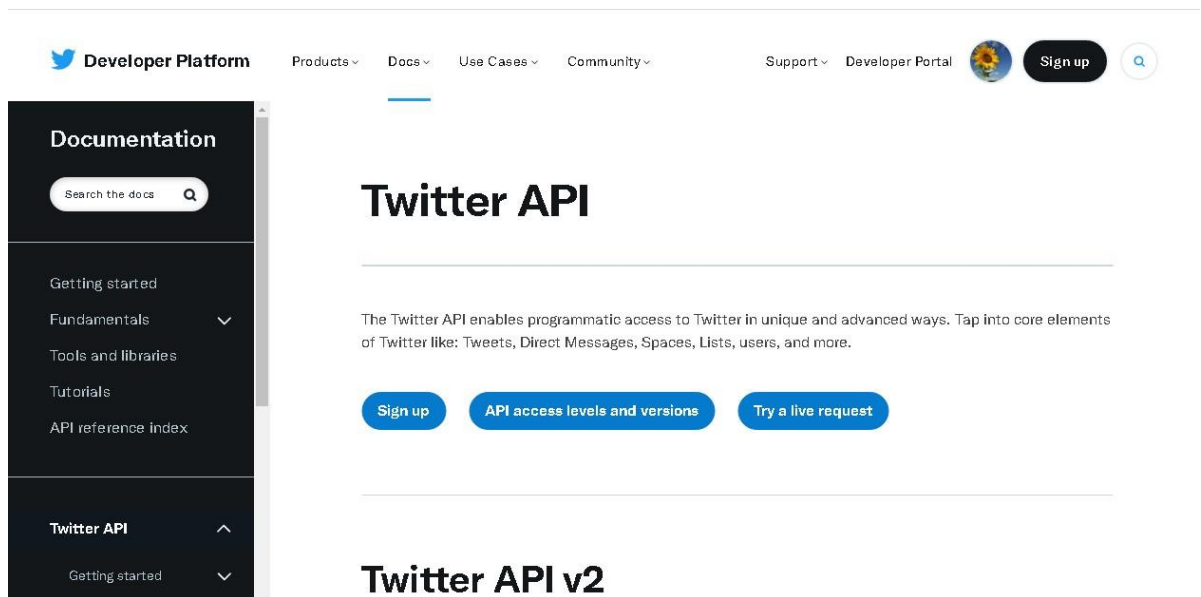 Developer Platform
Products
Docs
Use Cases
Community
Support
Developer Portal
Sign up
Documentation
Search the docs
Getting started
Fundamentals
Tools and libraries
Tutorials
API reference index
Twitter API
Getting started
Twitter API
The Twitter API enables programmatic access to Twitter in unique and advanced ways. Tap into core elements
of Twitter like: Tweets, Direct Messages, Spaces, Lists, users, and more.
Sign up
API access levels and versions
Try a live request
Twitter API v2